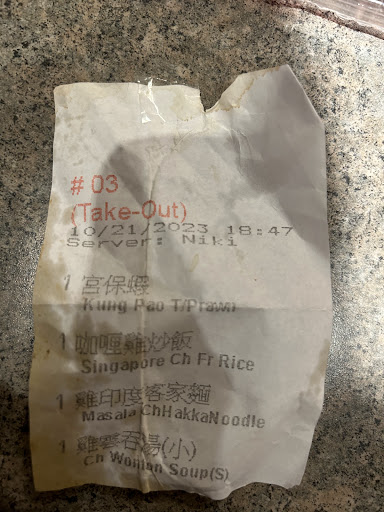 # 03
(Take-Out)
10/21/2023 18:47
Server: Niki
1 宮保蝦
Kung Pao T/Prawn
1 咖喱雞炒飯
Singapore Ch Fr Rice
1 雞印度客家麵
Masala ChHakkaNoodle
1 雞雲吞湯(小)
Ch Wonton Soup(S)